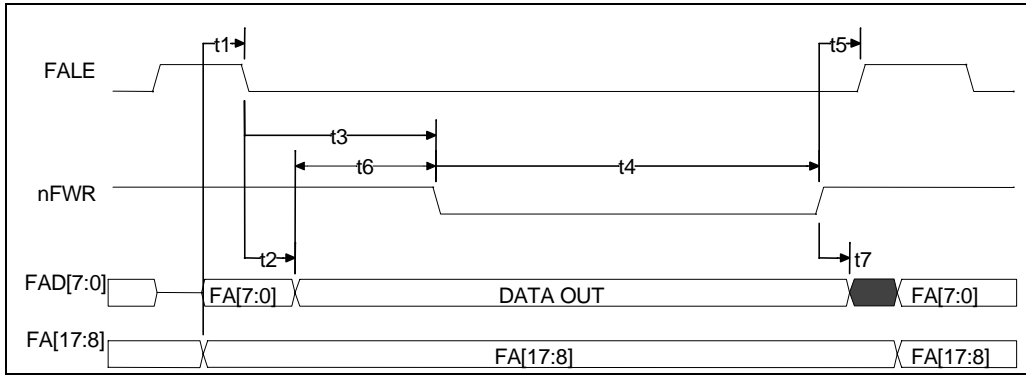 t1
t5
FALE
t3
t6
t4
nFWR
t2
t7
FAD[7:0]
FA[7:0]
DATA OUT
FA[7:0]
FA[17:8]
FA[17:8]
FA[17:8]